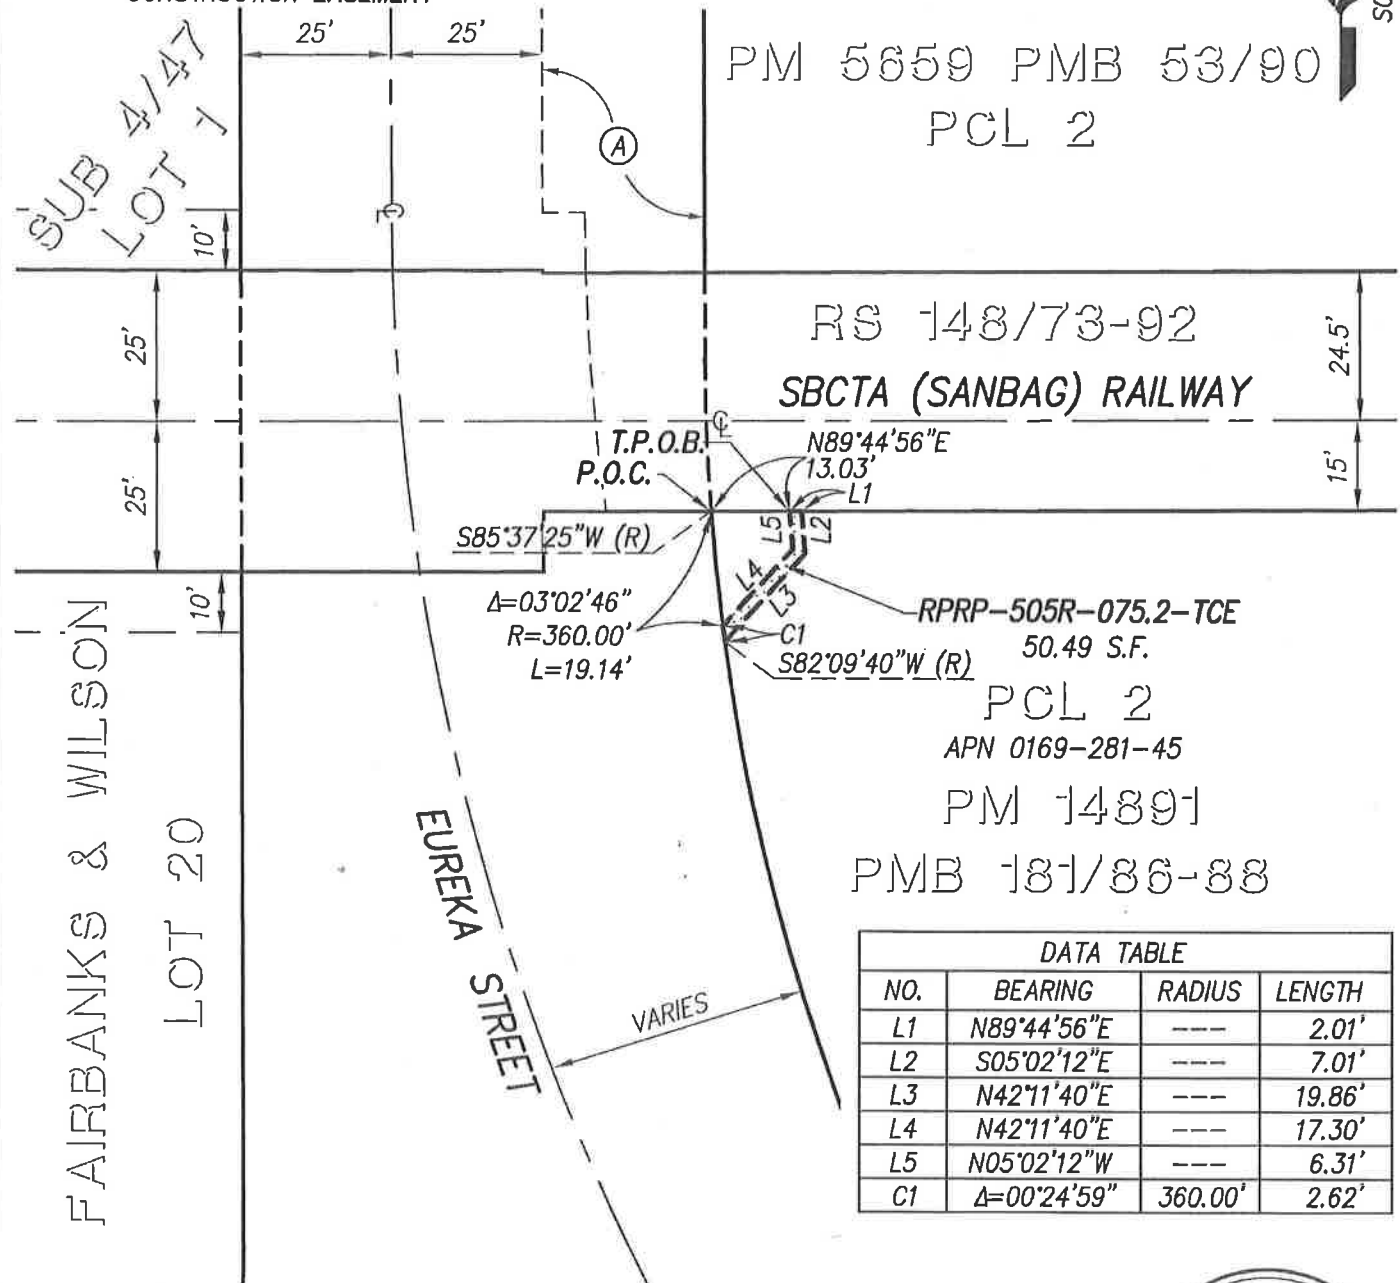 25'
25'
SUB 4/47
LOT 1
A
PM 5659 PMB 53/90
PCL 2
10'
25'
RS 148/73-92
24.5'
SBCTA (SANBAG) RAILWAY
℄
T.P.O.B.
N89°44'56"E
13.03'
P.O.C.
L1
15'
25'
S85°37'25"W (R)
L5
L2
L4
L3
10'
Δ=03°02'46"
R=360.00'
L=19.14'
C1
S82°09'40"W (R)
RPRP-505R-075.2-TCE
50.49 S.F.
PCL 2
APN 0169-281-45
PM 14891
PMB 181/86-88
FAIRBANKS & WILSON
LOT 20
EUREKA STREET
VARIES
DATA TABLE
NO. BEARING RADIUS LENGTH
L1 N89°44'56"E --- 2.01'
L2 S05°02'12"E --- 7.01'
L3 N42°11'40"E --- 19.86'
L4 N42°11'40"E --- 17.30'
L5 N05°02'12"W --- 6.31'
C1 Δ=00°24'59" 360.00' 2.62'